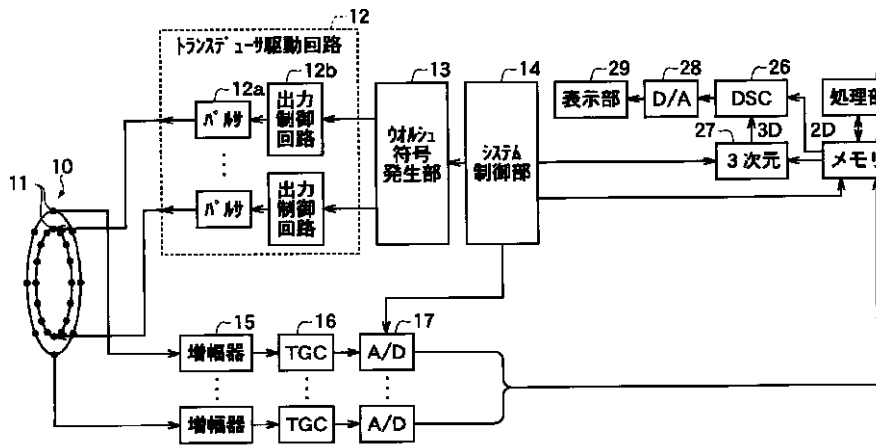 12
トランスデューサ駆動回路
12a
12b
パルサ
出力
制御
回路
パルサ
出力
制御
回路
13
ウオルシュ
符号
発生部
14
システム
制御部
29
表示部
28
D/A
26
DSC
処理部
27
3D
2D
3次元
メモリ
10
11
15
増幅器
16
TGC
17
A/D
増幅器
TGC
A/D